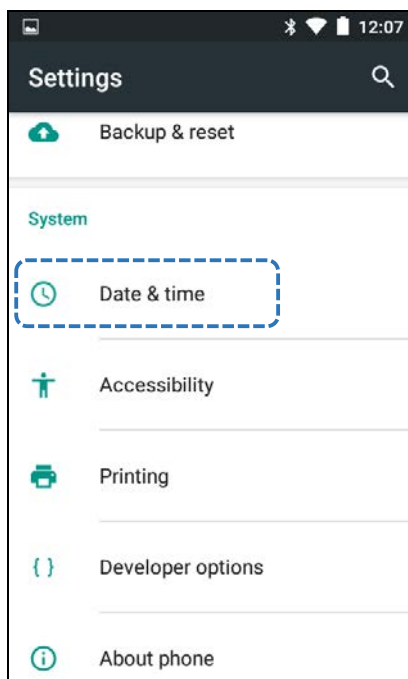 12:07
Settings
Backup & reset
System
Date & time
Accessibility
Printing
{ } Developer options
About phone